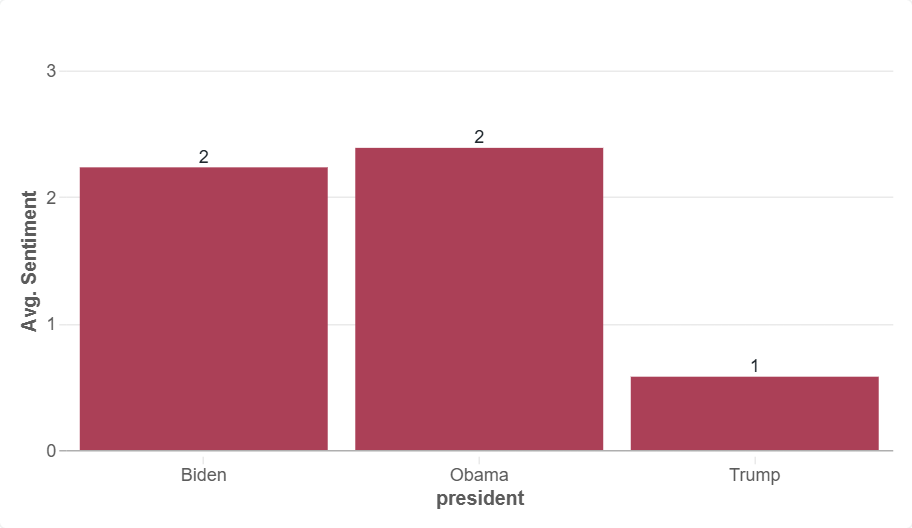 3
2
1
0
Avg. Sentiment
2
2
1
Biden
Obama
Trump
president